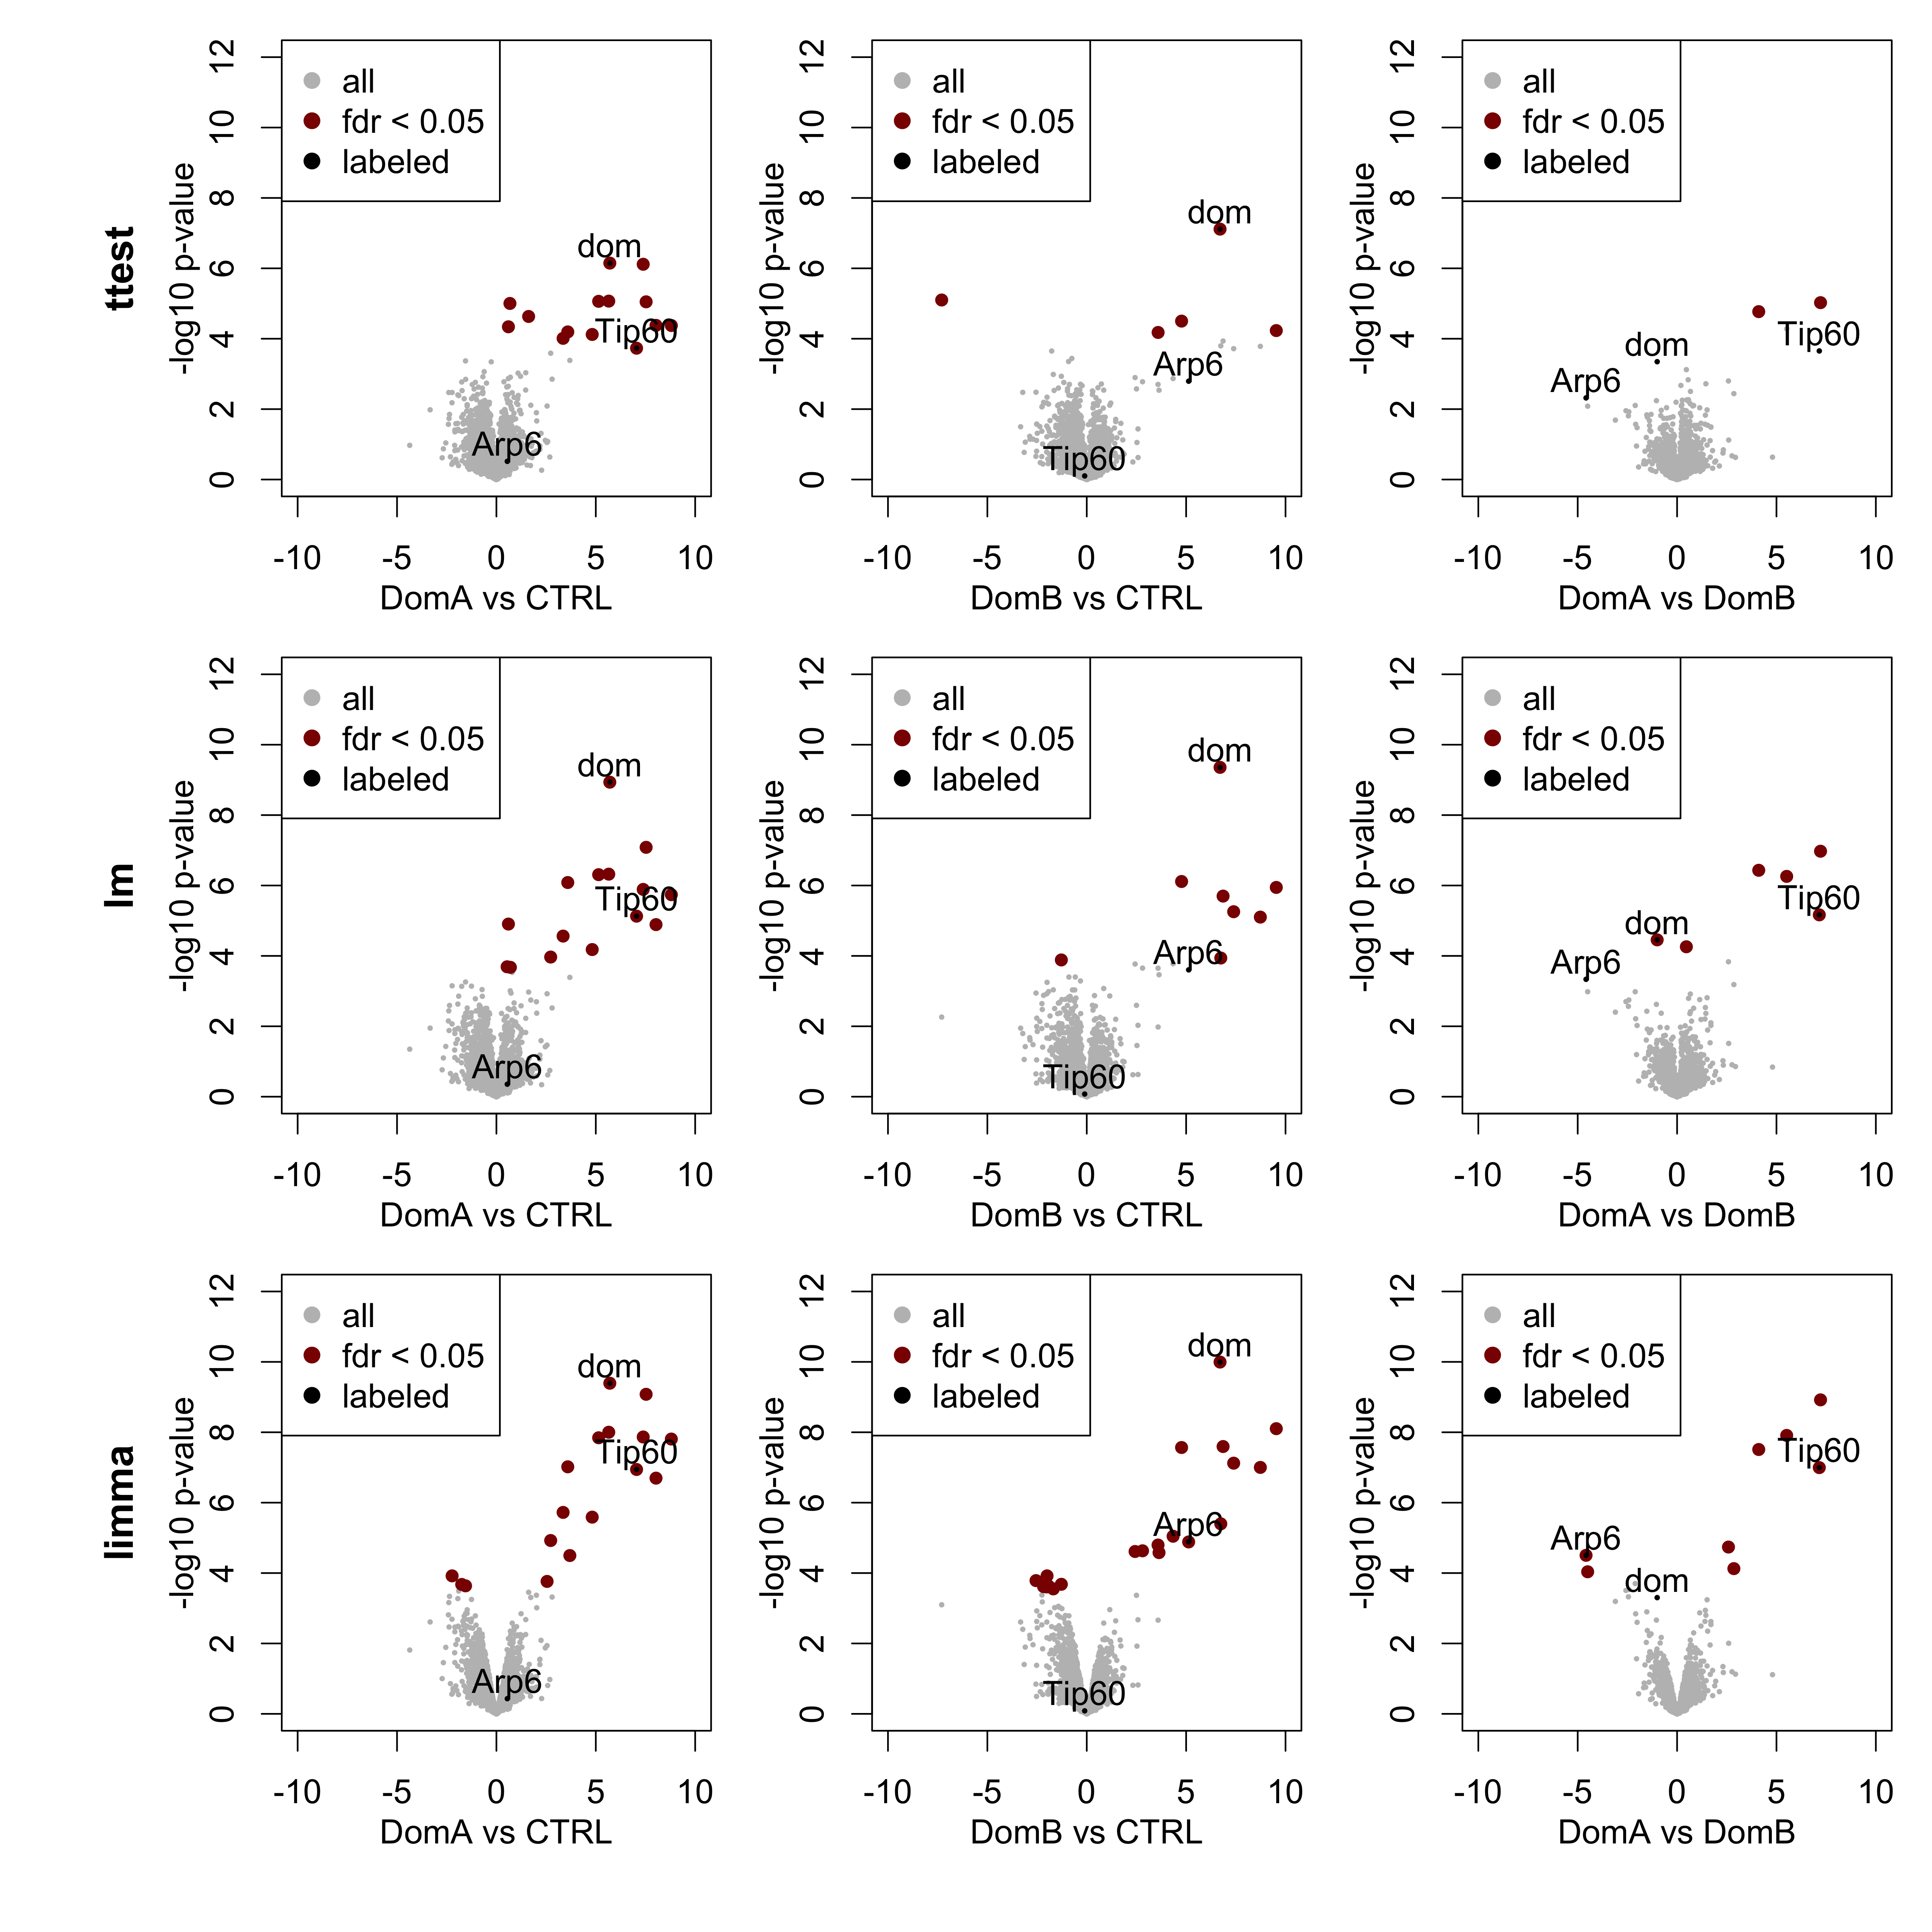 ttest
-log10 p-value
12
10
8
6
4
2
0
all
fdr < 0.05
labeled
dom
Tip60
Arp6
-10 -5 0 5 10
DomA vs CTRL
-log10 p-value
12
10
8
6
4
2
0
all
fdr < 0.05
labeled
dom
Arp6
Tip60
-10 -5 0 5 10
DomB vs CTRL
-log10 p-value
12
10
8
6
4
2
0
all
fdr < 0.05
labeled
Tip60
dom
Arp6
-10 -5 0 5 10
DomA vs DomB
lm
-log10 p-value
12
10
8
6
4
2
0
all
fdr < 0.05
labeled
dom
Tip60
Arp6
-10 -5 0 5 10
DomA vs CTRL
-log10 p-value
12
10
8
6
4
2
0
all
fdr < 0.05
labeled
dom
Arp6
Tip60
-10 -5 0 5 10
DomB vs CTRL
-log10 p-value
12
10
8
6
4
2
0
all
fdr < 0.05
labeled
Tip60
dom
Arp6
-10 -5 0 5 10
DomA vs DomB
limma
-log10 p-value
12
10
8
6
4
2
0
all
fdr < 0.05
labeled
dom
Tip60
Arp6
-10 -5 0 5 10
DomA vs CTRL
-log10 p-value
12
10
8
6
4
2
0
all
fdr < 0.05
labeled
dom
Arp6
Tip60
-10 -5 0 5 10
DomB vs CTRL
-log10 p-value
12
10
8
6
4
2
0
all
fdr < 0.05
labeled
Tip60
Arp6
dom
-10 -5 0 5 10
DomA vs DomB